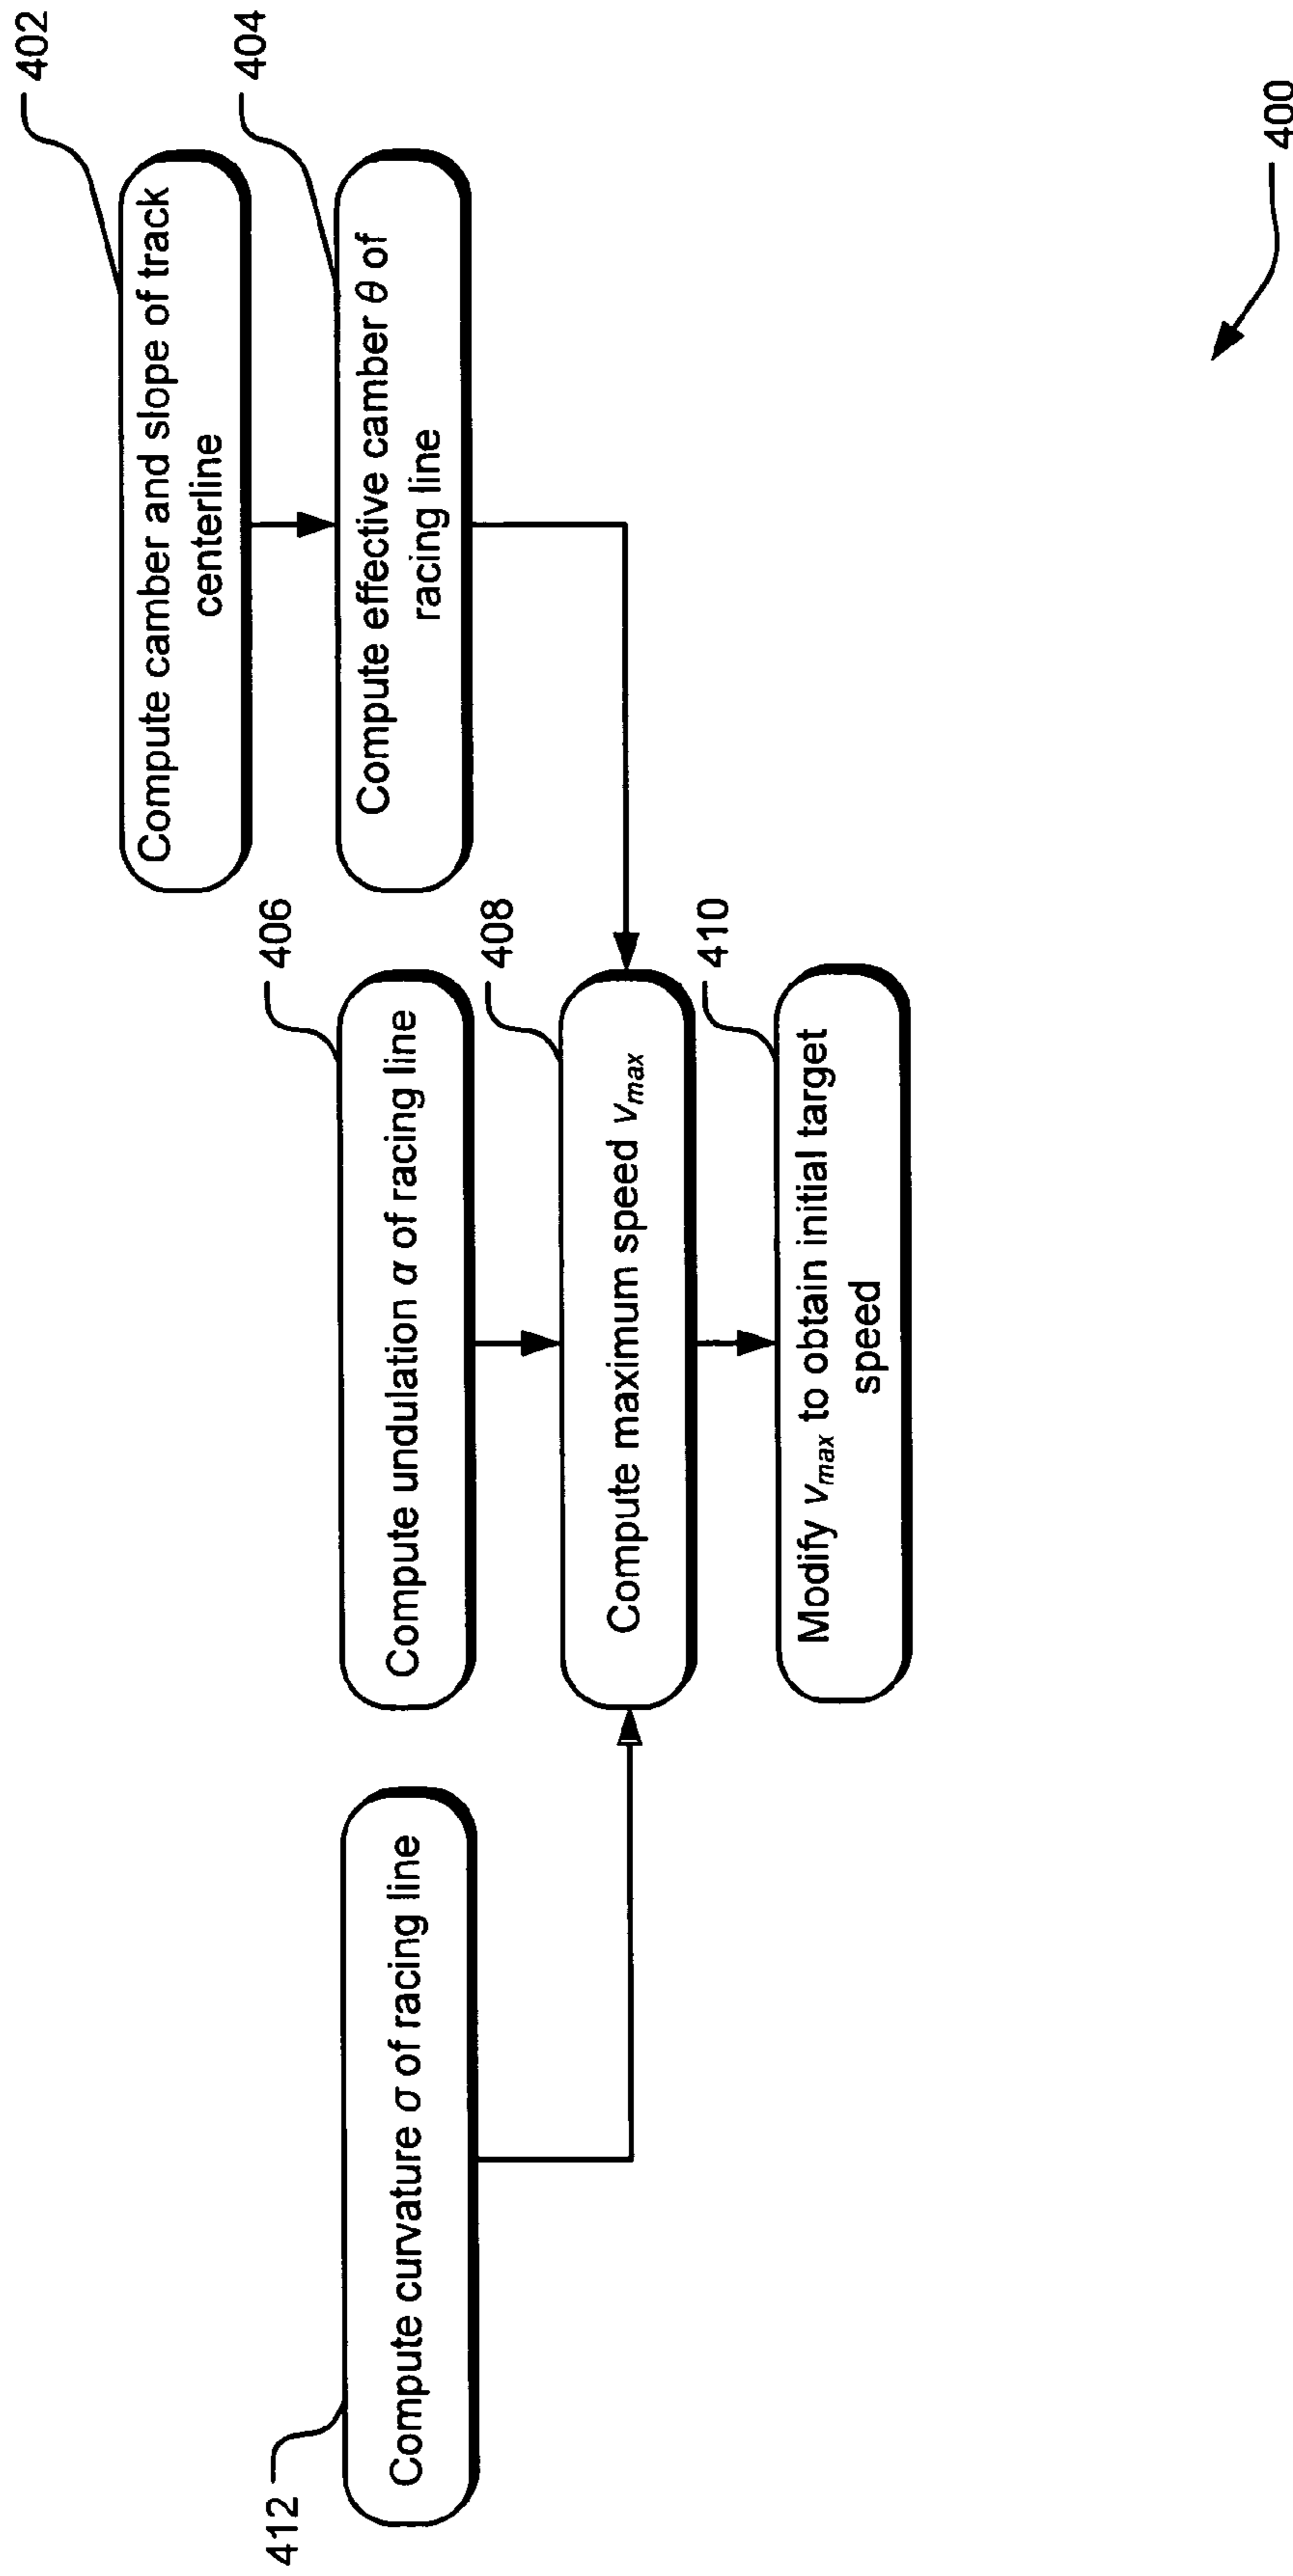 402
Compute camber and slope of track
centerline
404
Compute effective camber θ of
racing line
406
Compute undulation α of racing line
412
Compute curvature σ of racing line
408
Compute maximum speed vmax
410
Modify vmax to obtain initial target
speed
400